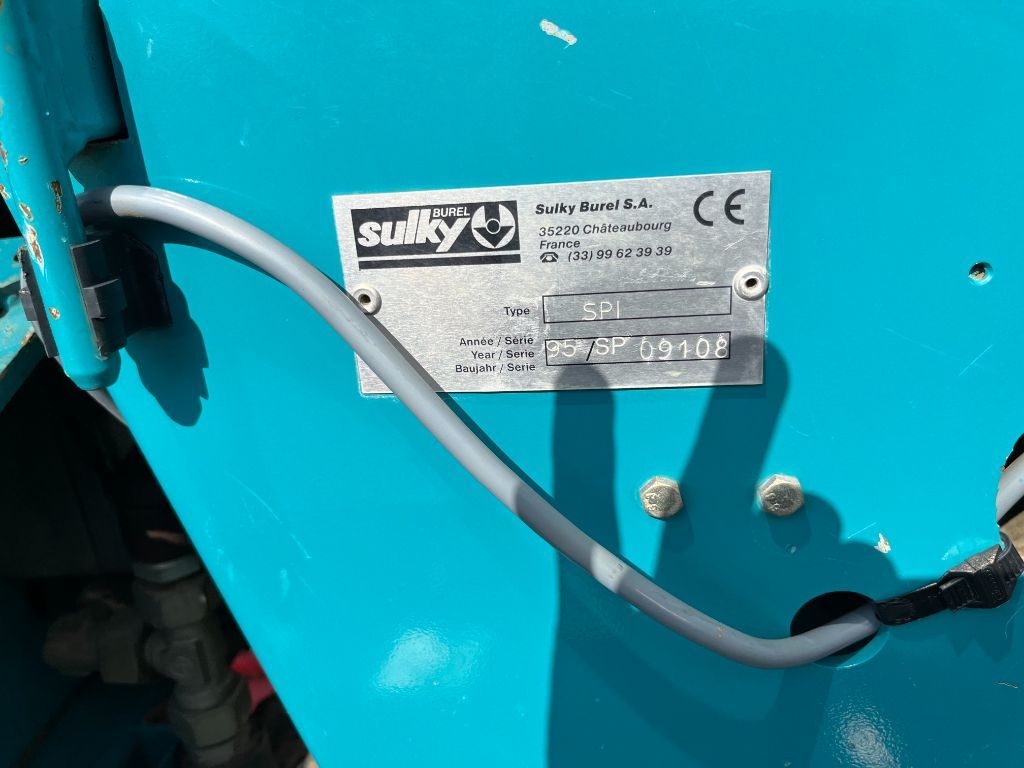 BUREL
sulky
Sulky Burel S.A.
35220 Châteaubourg
France
☎ (33) 99 62 39 39
CE
Type SPI
Année / Série
Year / Serie 95 /SP 09108
Baujahr / Serie